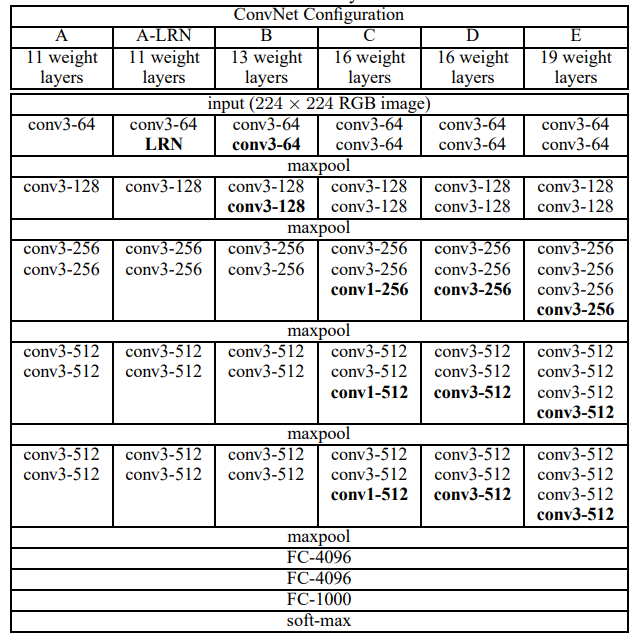 ConvNet Configuration
A A-LRN B C D E
11 weight 11 weight 13 weight 16 weight 16 weight 19 weight
layers layers layers layers layers layers
input (224 × 224 RGB image)
conv3-64 conv3-64 conv3-64 conv3-64 conv3-64 conv3-64
LRN conv3-64 conv3-64 conv3-64 conv3-64
maxpool
conv3-128 conv3-128 conv3-128 conv3-128 conv3-128 conv3-128
conv3-128 conv3-128 conv3-128 conv3-128
maxpool
conv3-256 conv3-256 conv3-256 conv3-256 conv3-256 conv3-256
conv3-256 conv3-256 conv3-256 conv3-256 conv3-256 conv3-256
conv1-256 conv3-256 conv3-256
conv3-256
maxpool
conv3-512 conv3-512 conv3-512 conv3-512 conv3-512 conv3-512
conv3-512 conv3-512 conv3-512 conv3-512 conv3-512 conv3-512
conv1-512 conv3-512 conv3-512
conv3-512
maxpool
conv3-512 conv3-512 conv3-512 conv3-512 conv3-512 conv3-512
conv3-512 conv3-512 conv3-512 conv3-512 conv3-512 conv3-512
conv1-512 conv3-512 conv3-512
conv3-512
maxpool
FC-4096
FC-4096
FC-1000
soft-max